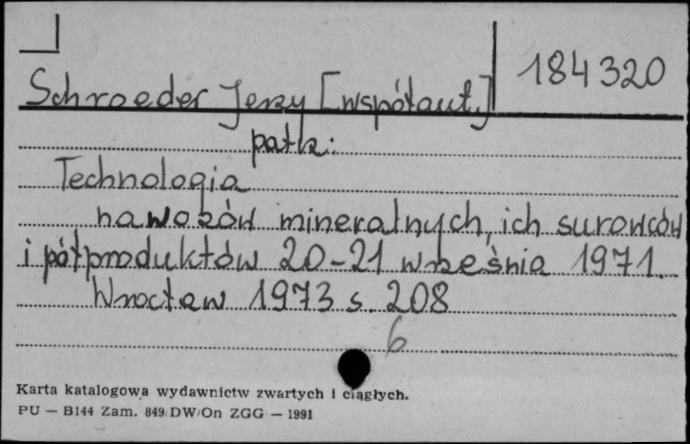 184320
Schroeder Jerzy [współaut.]
patrz:
Technologia
nawozów mineralnych, ich surowców
i półproduktów 20-21 września 1971.
Wrocław 1973 s. 208
6
Karta katalogowa wydawnictw zwartych i ciągłych.
PU — B144 Zam. 849/DW/On ZGG — 1991